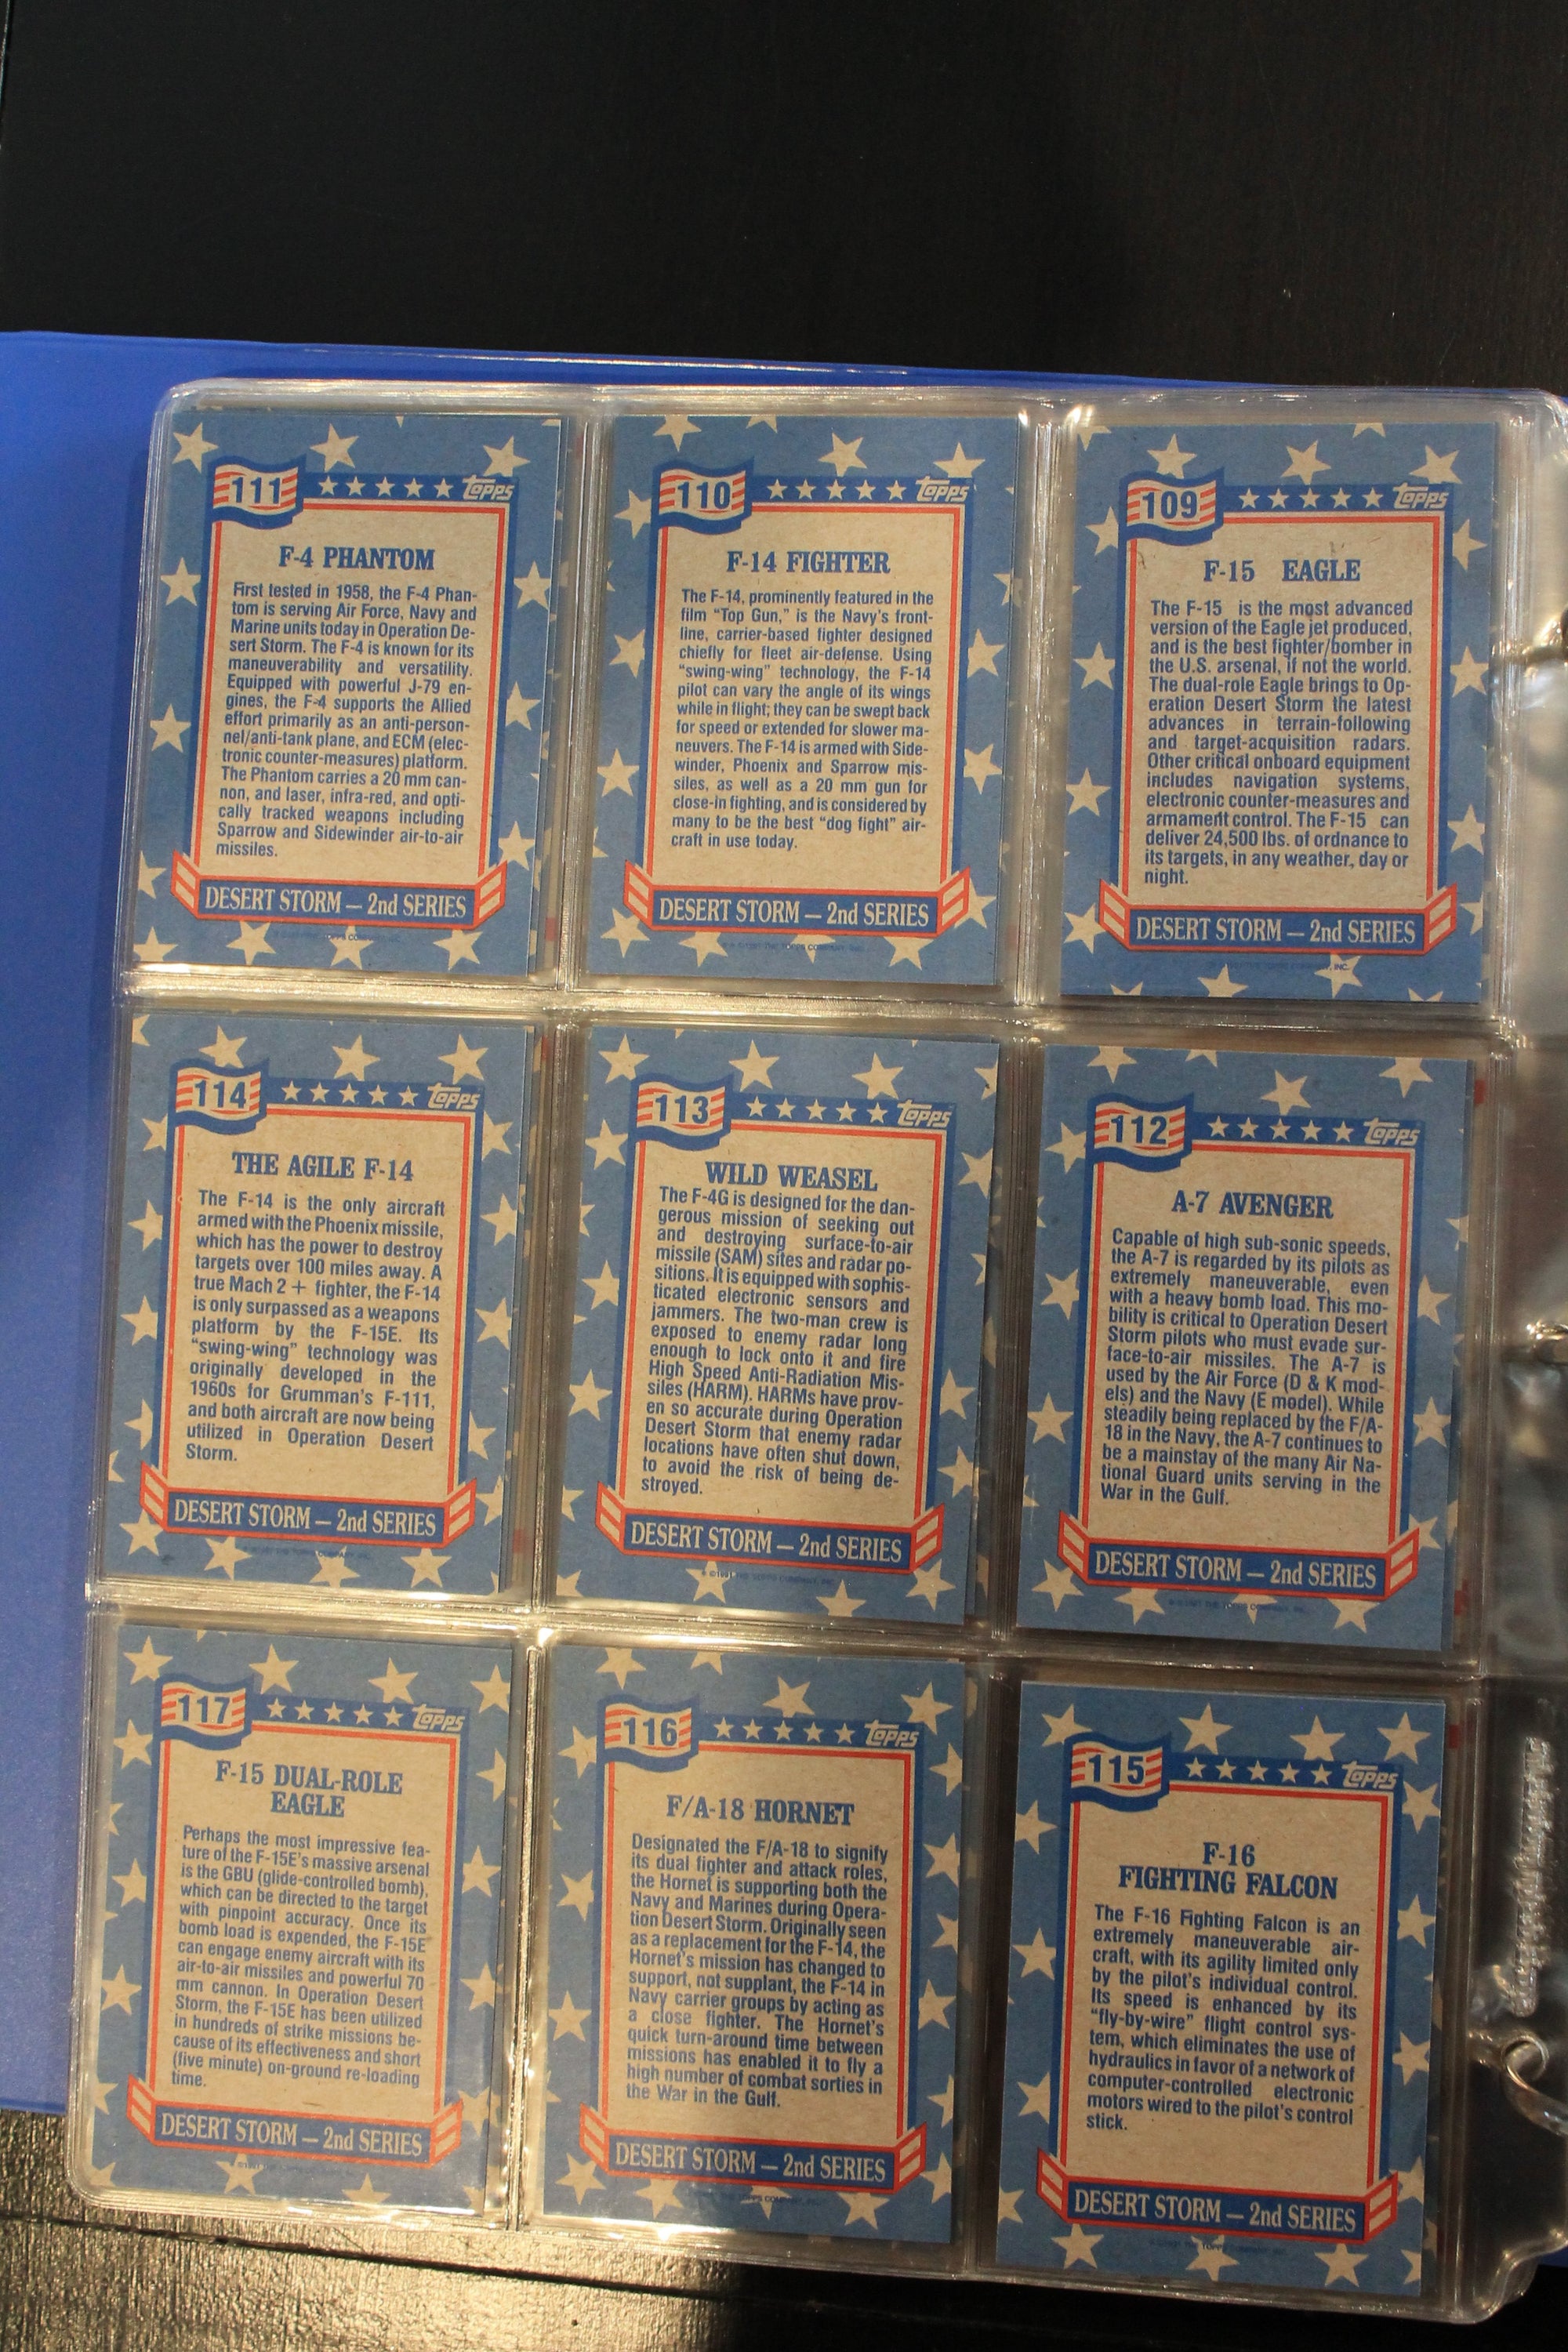 111 topps
F-4 PHANTOM
First tested in 1958, the F-4 Phan-
tom is serving Air Force, Navy and
Marine units today in Operation De-
sert Storm. The F-4 is known for its
maneuverability and versatility.
Equipped with powerful J-79 en-
gines, the F-4 supports the Allied
effort primarily as an anti-person-
nel/anti-tank plane, and ECM (elec-
tronic counter-measures) platform.
The Phantom carries a 20 mm can-
non, and laser, infra-red, and opti-
cally tracked weapons including
Sparrow and Sidewinder air-to-air
missiles.
DESERT STORM — 2nd SERIES
110 topps
F-14 FIGHTER
The F-14, prominently featured in the
film “Top Gun,” is the Navy's front-
line, carrier-based fighter designed
chiefly for fleet air-defense. Using
“swing-wing” technology, the F-14
pilot can vary the angle of its wings
while in flight; they can be swept back
for speed or extended for slower ma-
neuvers. The F-14 is armed with Side-
winder, Phoenix and Sparrow mis-
siles, as well as a 20 mm gun for
close-in fighting, and is considered by
many to be the best “dog fight” air-
craft in use today.
DESERT STORM — 2nd SERIES
109 topps
F-15 EAGLE
The F-15 is the most advanced
version of the Eagle jet produced,
and is the best fighter/bomber in
the U.S. arsenal, if not the world.
The dual-role Eagle brings to Op-
eration Desert Storm the latest
advances in terrain-following
and target-acquisition radars.
Other critical onboard equipment
includes navigation systems,
electronic counter-measures and
armament control. The F-15 can
deliver 24,500 lbs. of ordnance to
its targets, in any weather, day or
night.
DESERT STORM — 2nd SERIES
114 topps
THE AGILE F-14
The F-14 is the only aircraft
armed with the Phoenix missile,
which has the power to destroy
targets over 100 miles away. A
true Mach 2 + fighter, the F-14
is only surpassed as a weapons
platform by the F-15E. Its
“swing-wing” technology was
originally developed in the
1960s for Grumman's F-111,
and both aircraft are now being
utilized in Operation Desert
Storm.
DESERT STORM — 2nd SERIES
113 topps
WILD WEASEL
The F-4G is designed for the dan-
gerous mission of seeking out
and destroying surface-to-air
missile (SAM) sites and radar po-
sitions. It is equipped with sophis-
ticated electronic sensors and
jammers. The two-man crew is
exposed to enemy radar long
enough to lock onto it and fire
High Speed Anti-Radiation Mis-
siles (HARM). HARMs have prov-
en so accurate during Operation
Desert Storm that enemy radar
locations have often shut down,
to avoid the risk of being de-
stroyed.
DESERT STORM — 2nd SERIES
112 topps
A-7 AVENGER
Capable of high sub-sonic speeds,
the A-7 is regarded by its pilots as
extremely maneuverable, even
with a heavy bomb load. This mo-
bility is critical to Operation Desert
Storm pilots who must evade sur-
face-to-air missiles. The A-7 is
used by the Air Force (D & K mod-
els) and the Navy (E model). While
steadily being replaced by the F/A-
18 in the Navy, the A-7 continues to
be a mainstay of the many Air Na-
tional Guard units serving in the
War in the Gulf.
DESERT STORM — 2nd SERIES
117 topps
F-15 DUAL-ROLE
EAGLE
Perhaps the most impressive fea-
ture of the F-15E's massive arsenal
is the GBU (glide-controlled bomb),
which can be directed to the target
with pinpoint accuracy. Once its
bomb load is expended, the F-15E
can engage enemy aircraft with its
air-to-air missiles and powerful 70
mm cannon. In Operation Desert
Storm, the F-15E has been utilized
in hundreds of strike missions be-
cause of its effectiveness and short
(five minute) on-ground re-loading
time.
DESERT STORM — 2nd SERIES
116 topps
F/A-18 HORNET
Designated the F/A-18 to signify
its dual fighter and attack roles,
the Hornet is supporting both the
Navy and Marines during Opera-
tion Desert Storm. Originally seen
as a replacement for the F-14, the
Hornet's mission has changed to
support, not supplant, the F-14 in
Navy carrier groups by acting as
a close fighter. The Hornet's
quick turn-around time between
missions has enabled it to fly a
high number of combat sorties in
the War in the Gulf.
DESERT STORM — 2nd SERIES
115 topps
F-16
FIGHTING FALCON
The F-16 Fighting Falcon is an
extremely maneuverable air-
craft, with its agility limited only
by the pilot's individual control.
Its speed is enhanced by its
“fly-by-wire” flight control sys-
tem, which eliminates the use of
hydraulics in favor of a network of
computer-controlled electronic
motors wired to the pilot's control
stick.
DESERT STORM — 2nd SERIES